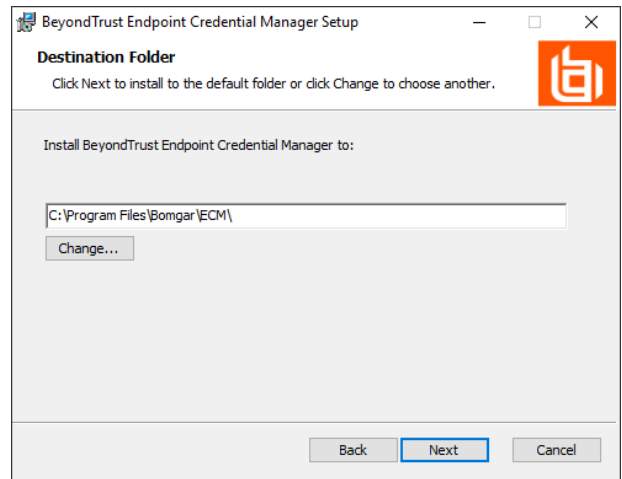 BeyondTrust Endpoint Credential Manager Setup
Destination Folder
Click Next to install to the default folder or click Change to choose another.
Install BeyondTrust Endpoint Credential Manager to:
C:\Program Files\Bomgar\ECM\
Change...
Back Next Cancel